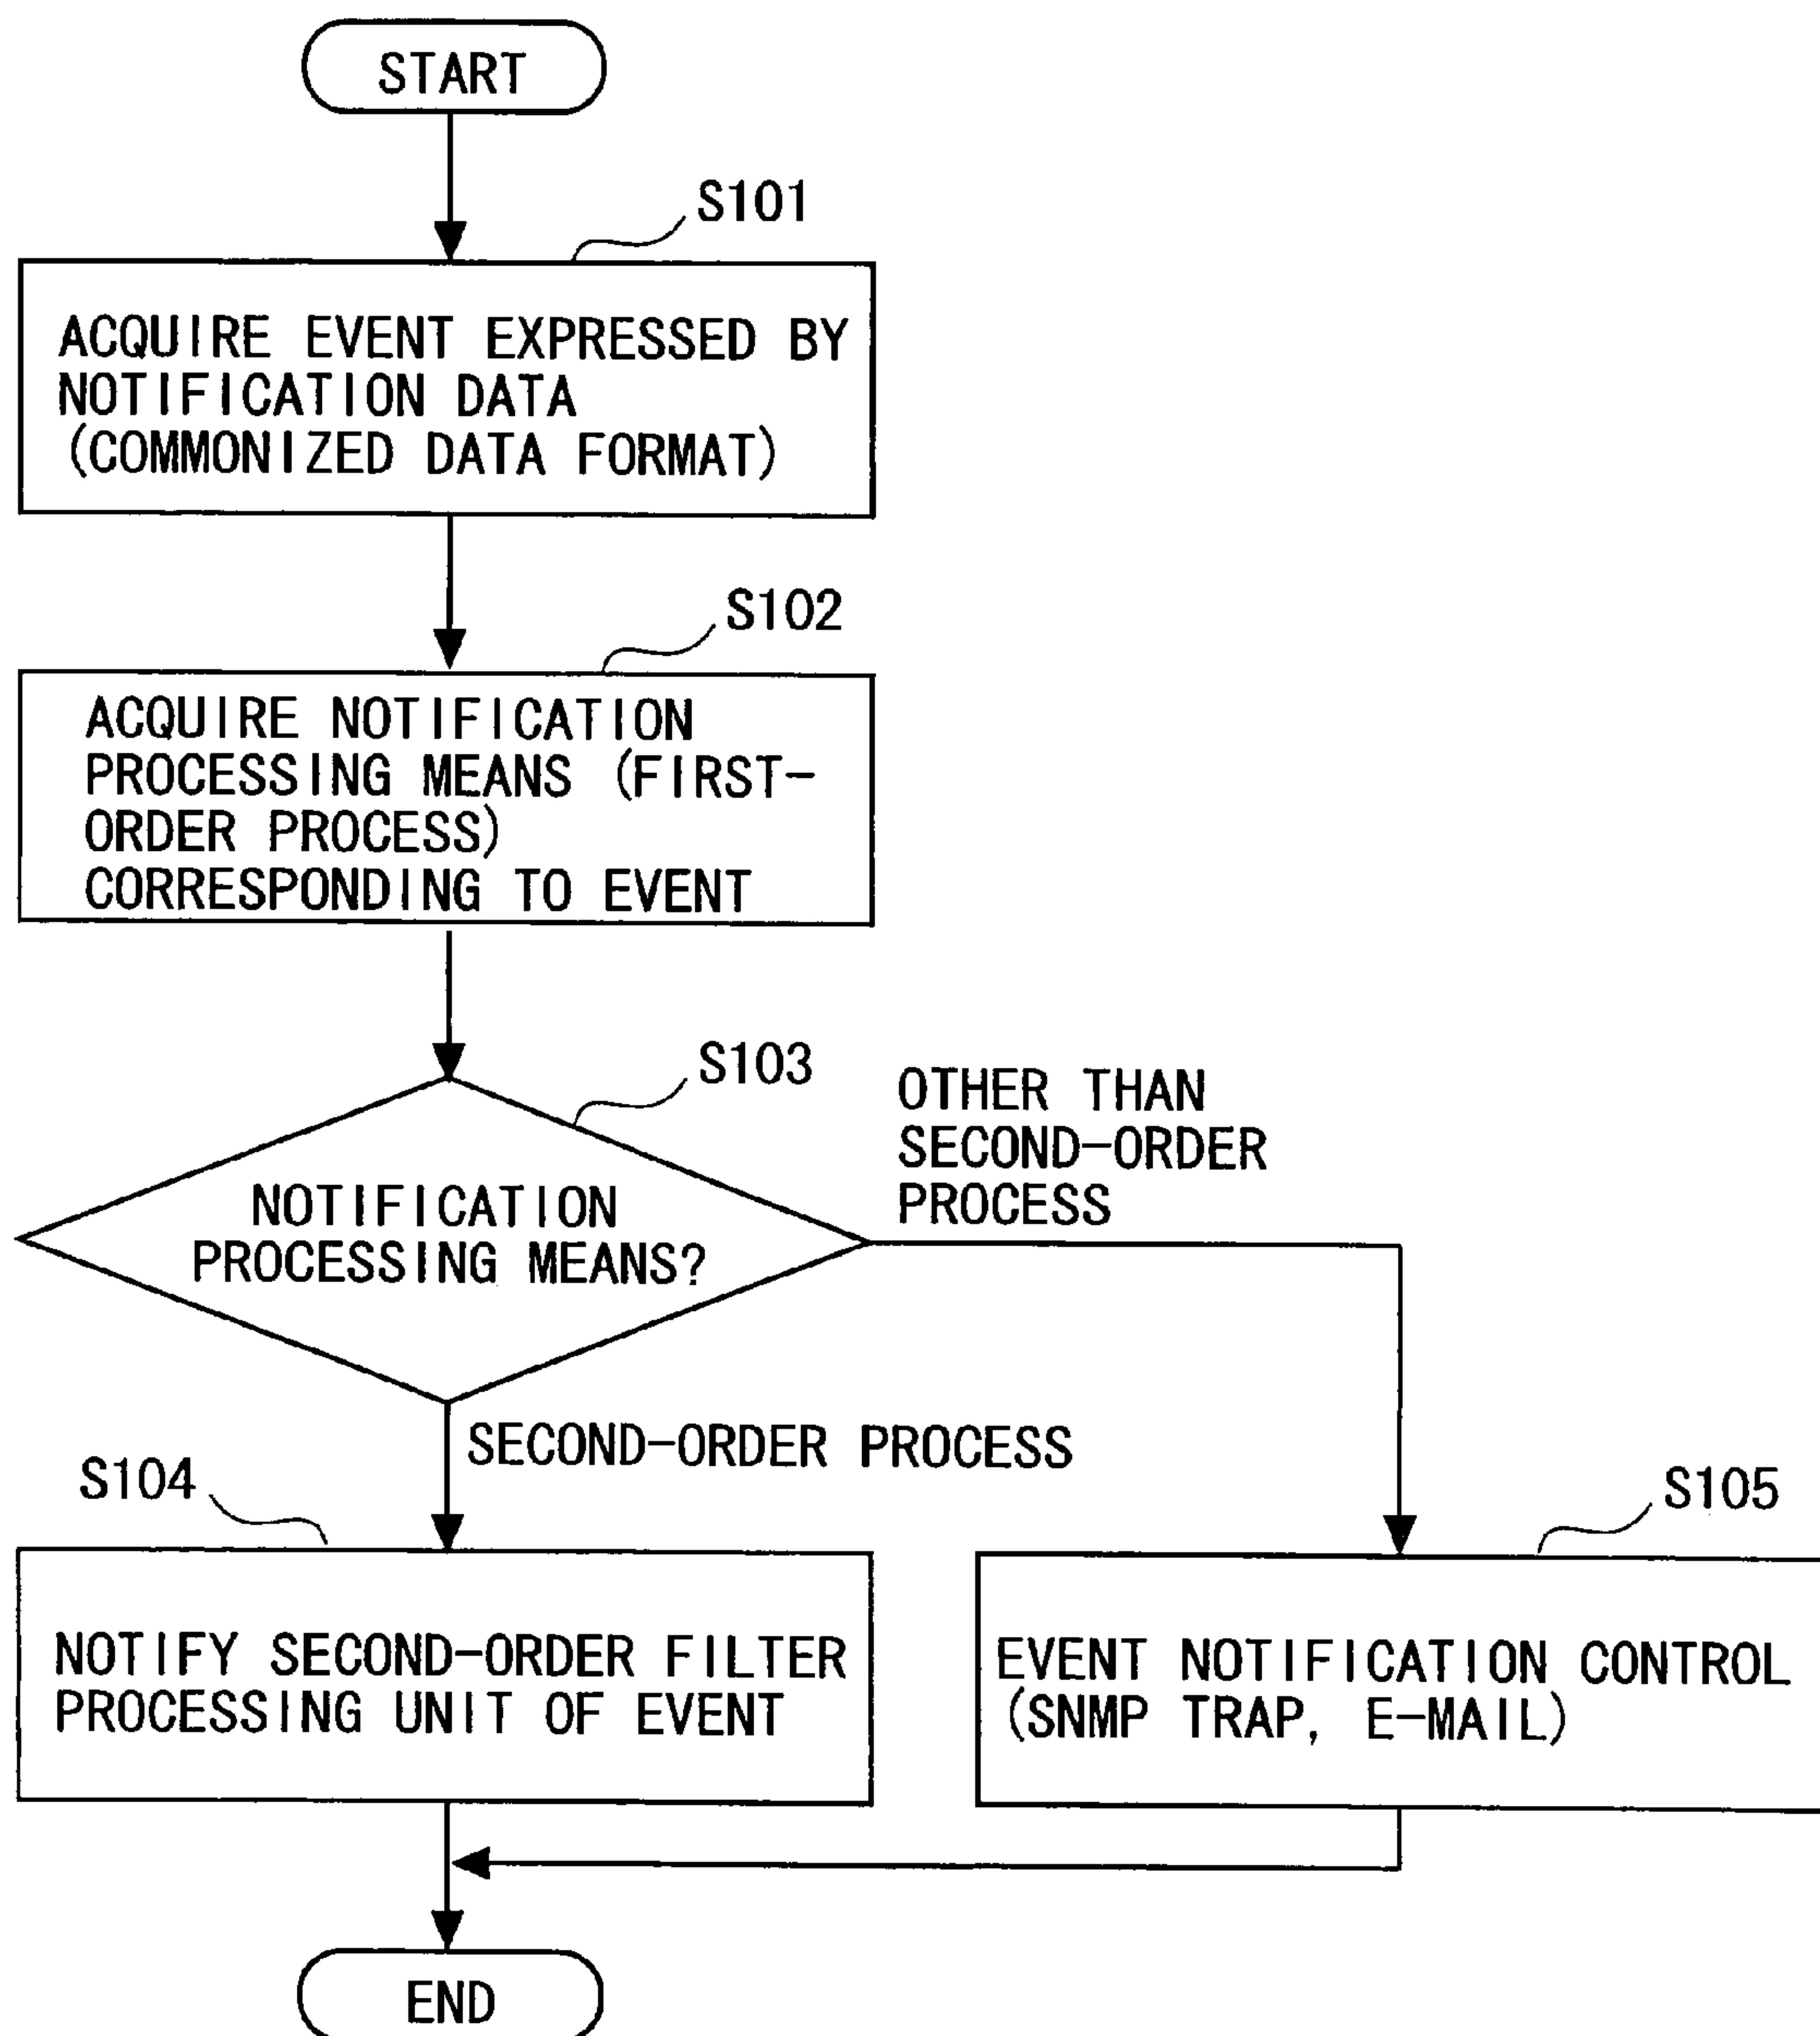 START
S101
ACQUIRE EVENT EXPRESSED BY
NOTIFICATION DATA
(COMMONIZED DATA FORMAT)
S102
ACQUIRE NOTIFICATION
PROCESSING MEANS (FIRST-
ORDER PROCESS)
CORRESPONDING TO EVENT
S103
OTHER THAN
SECOND-ORDER
PROCESS
NOTIFICATION
PROCESSING MEANS?
SECOND-ORDER PROCESS
S104
S105
NOTIFY SECOND-ORDER FILTER
PROCESSING UNIT OF EVENT
EVENT NOTIFICATION CONTROL
(SNMP TRAP, E-MAIL)
END